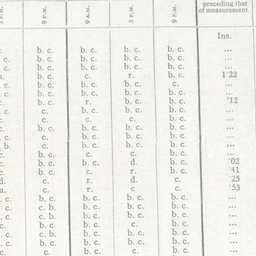 preceding that
P.M. 9 P.M. 9 A.M. 3 P.M. 9 P.M. of measurement.
Ins.
b. c. b. c. b. c. b. c. ...
c. b. c. b. c. b. c. b. c. ...
c. b. c. b. c. b. c. b. c. ...
b. c. c. r. b. c. 1·22
c. b. c. b. c. b. c. c. ...
c. b. c. b. c. b. c. b. c. ...
b. c. r. b. c. b. c. ·12
c. c. b. c. b. c. b. c. ...
c. c. c. b. c. ...
b. c. b. c. b. c. b. c. ...
c. c. b. c. b. c. b. c. ...
b. c. b. c. b. c. b. c. ...
b. c. c. c. b. c. ...
b. c. b. c. d. b. c. ·02
c. c. r. b. c. ·41
d. c. r. d. c. ·25
c. r. c. c. ·53
c. b. c. b. c. b. c. b. c. ...
c. c. b. b. c. b. c. b. c. ...
c. c. b. b. c. b. c. b. c. ...
c. b. c. b. c. c. b. c. ...
c. c. b. b. c. b. c. b. c. ...
c. b. c. b. c. b. c. b. c. ...
c. c. b. c. c. c. ...